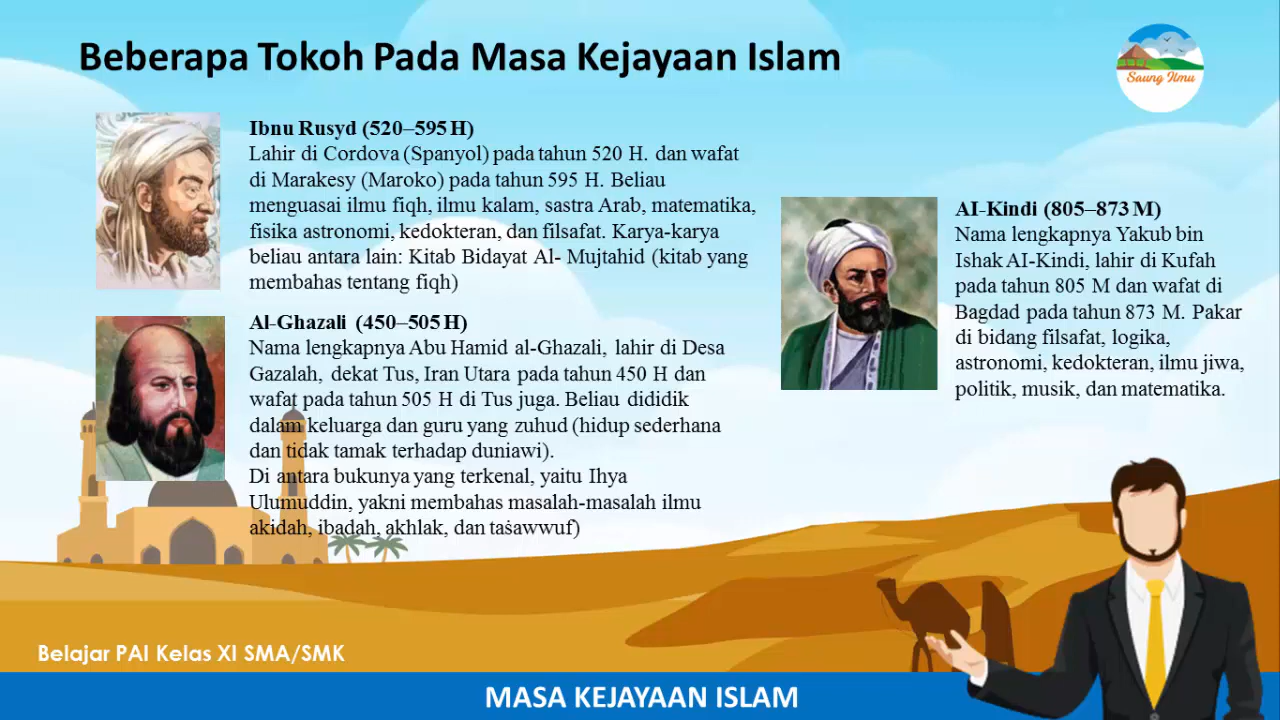 Beberapa Tokoh Pada Masa Kejayaan Islam
Saung Ilmu
Ibnu Rusyd (520–595 H)
Lahir di Cordova (Spanyol) pada tahun 520 H. dan wafat
di Marakesy (Maroko) pada tahun 595 H. Beliau
menguasai ilmu fiqh, ilmu kalam, sastra Arab, matematika,
fisika astronomi, kedokteran, dan filsafat. Karya-karya
beliau antara lain: Kitab Bidayat Al- Mujtahid (kitab yang
membahas tentang fiqh)
Al-Ghazali (450–505 H)
Nama lengkapnya Abu Hamid al-Ghazali, lahir di Desa
Gazalah, dekat Tus, Iran Utara pada tahun 450 H dan
wafat pada tahun 505 H di Tus juga. Beliau dididik
dalam keluarga dan guru yang zuhud (hidup sederhana
dan tidak tamak terhadap duniawi).
Di antara bukunya yang terkenal, yaitu Ihya
Ulumuddin, yakni membahas masalah-masalah ilmu
akidah, ibadah, akhlak, dan taṡawwuf)
AI-Kindi (805–873 M)
Nama lengkapnya Yakub bin
Ishak AI-Kindi, lahir di Kufah
pada tahun 805 M dan wafat di
Bagdad pada tahun 873 M. Pakar
di bidang filsafat, logika,
astronomi, kedokteran, ilmu jiwa,
politik, musik, dan matematika.
Belajar PAI Kelas XI SMA/SMK
MASA KEJAYAAN ISLAM